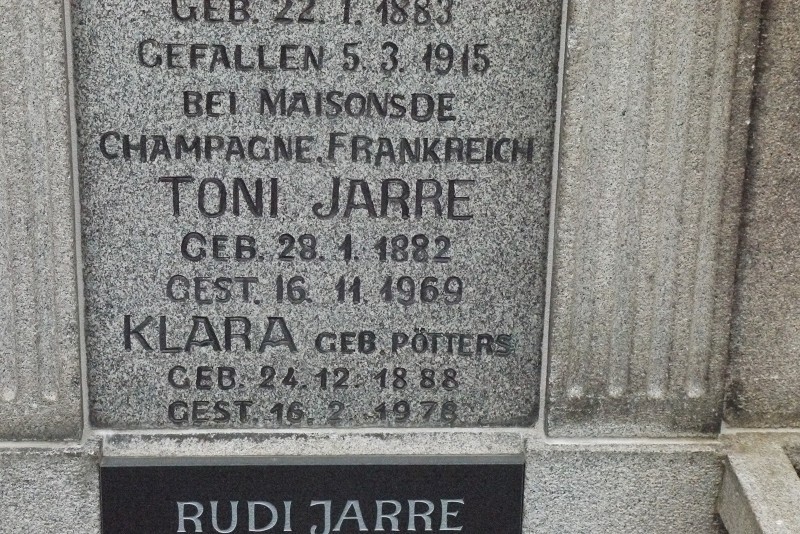 GEB. 22. 1. 1883
GEFALLEN 5. 3. 1915
BEI MAISONSDE
CHAMPAGNE, FRANKREICH
TONI JARRE
GEB. 28. 1. 1882
GEST. 16. 11. 1969
KLARA GEB. PÖTTERS
GEB. 24. 12. 1888
GEST. 16. 2. 1978
RUDI JARRE